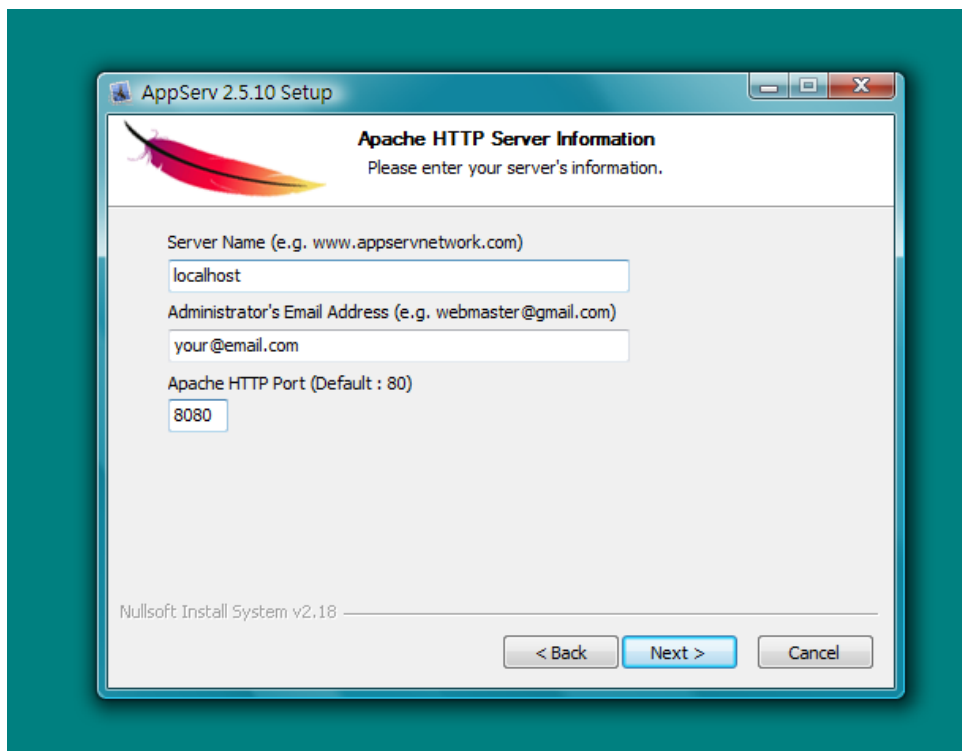 AppServ 2.5.10 Setup
Apache HTTP Server Information
Please enter your server's information.
Server Name (e.g. www.appservnetwork.com)
localhost
Administrator's Email Address (e.g. webmaster@gmail.com)
your@email.com
Apache HTTP Port (Default : 80)
8080
Nullsoft Install System v2.18
< Back Next > Cancel